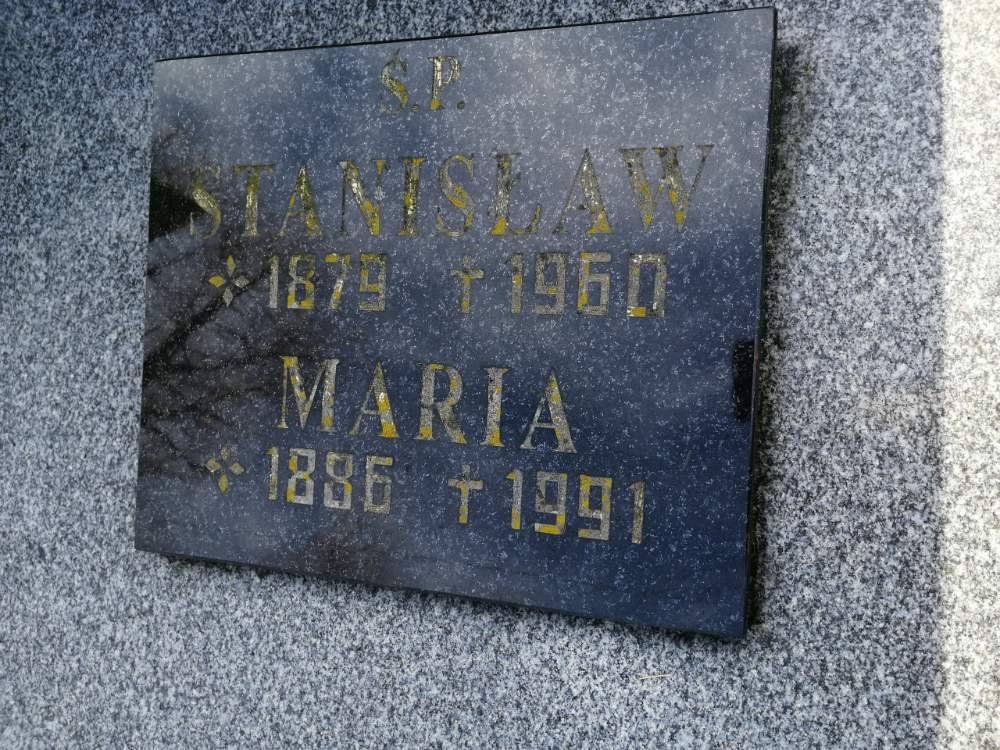 Ś.P.
STANISŁAW
1879 † 1960
MARIA
1886 † 1991